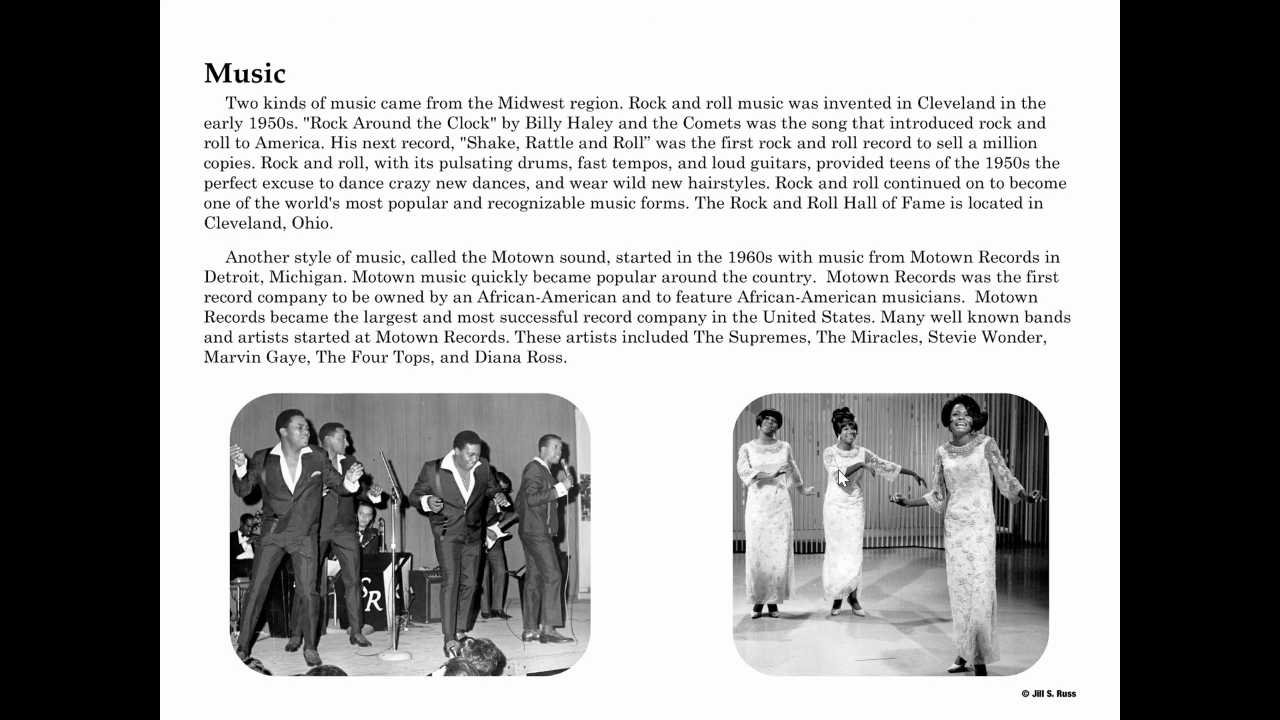 Music
Two kinds of music came from the Midwest region. Rock and roll music was invented in Cleveland in the
early 1950s. "Rock Around the Clock" by Billy Haley and the Comets was the song that introduced rock and
roll to America. His next record, "Shake, Rattle and Roll” was the first rock and roll record to sell a million
copies. Rock and roll, with its pulsating drums, fast tempos, and loud guitars, provided teens of the 1950s the
perfect excuse to dance crazy new dances, and wear wild new hairstyles. Rock and roll continued on to become
one of the world's most popular and recognizable music forms. The Rock and Roll Hall of Fame is located in
Cleveland, Ohio.
Another style of music, called the Motown sound, started in the 1960s with music from Motown Records in
Detroit, Michigan. Motown music quickly became popular around the country.  Motown Records was the first
record company to be owned by an African-American and to feature African-American musicians.  Motown
Records became the largest and most successful record company in the United States. Many well known bands
and artists started at Motown Records. These artists included The Supremes, The Miracles, Stevie Wonder,
Marvin Gaye, The Four Tops, and Diana Ross.
SR
© Jill S. Russ